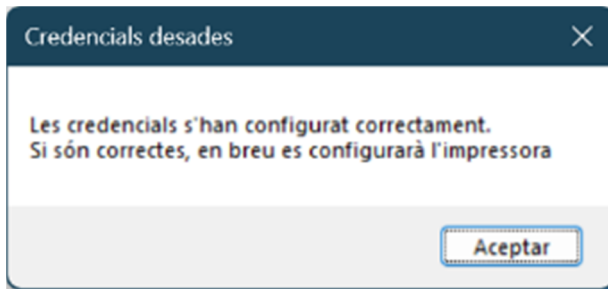 Credencials desades
Les credencials s'han configurat correctament.
Si són correctes, en breu es configurarà l'impressora
Aceptar